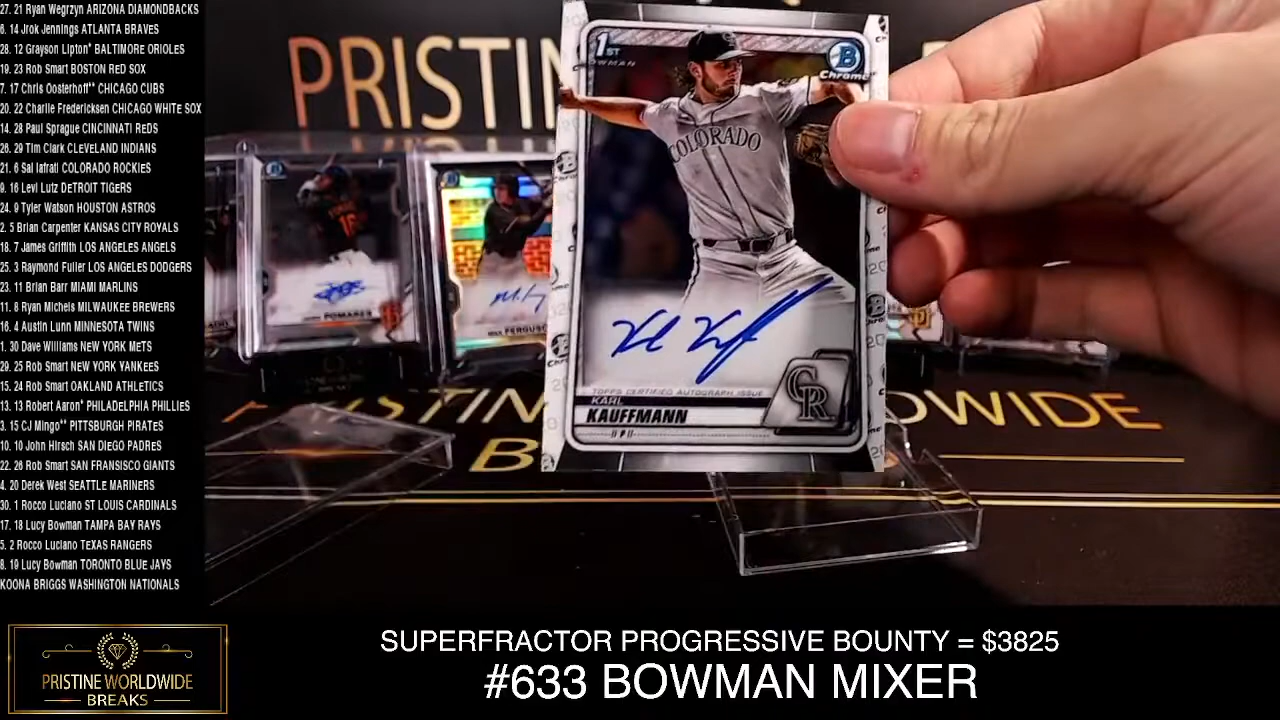 27. 21 Ryan Wegrzyn ARIZONA DIAMONDBACKS
6. 14 Jrok Jennings ATLANTA BRAVES
28. 12 Grayson Lipton* BALTIMORE ORIOLES
19. 23 Rob Smart BOSTON RED SOX
7. 17 Chris Oosterhoff** CHICAGO CUBS
20. 22 Charlie Fredericksen CHICAGO WHITE SOX
14. 28 Paul Sprague CINCINNATI REDS
26. 29 Tim Clark CLEVELAND INDIANS
21. 6 Sal Iafrati COLORADO ROCKIES
9. 16 Levi Lutz DETROIT TIGERS
24. 9 Tyler Watson HOUSTON ASTROS
2. 5 Brian Carpenter KANSAS CITY ROYALS
18. 7 James Griffith LOS ANGELES ANGELS
25. 3 Raymond Fuller LOS ANGELES DODGERS
23. 11 Brian Barr MIAMI MARLINS
11. 8 Ryan Michels MILWAUKEE BREWERS
16. 4 Austin Lunn MINNESOTA TWINS
1. 30 Dave Williams NEW YORK METS
29. 25 Rob Smart NEW YORK YANKEES
15. 24 Rob Smart OAKLAND ATHLETICS
13. 13 Robert Aaron* PHILADELPHIA PHILLIES
3. 15 CJ Mingo** PITTSBURGH PIRATES
10. 10 John Hirsch SAN DIEGO PADRES
22. 26 Rob Smart SAN FRANSISCO GIANTS
4. 20 Derek West SEATTLE MARINERS
30. 1 Rocco Luciano ST LOUIS CARDINALS
17. 18 Lucy Bowman TAMPA BAY RAYS
5. 2 Rocco Luciano TEXAS RANGERS
8. 19 Lucy Bowman TORONTO BLUE JAYS
KOONA BRIGGS WASHINGTON NATIONALS
PRISTINE
1ST
BOWMAN
B
Chrome
COLORADO
TOPPS CERTIFIED AUTOGRAPH ISSUE
KARL
KAUFFMANN
P
CR
POMARES
FERGUS
PRISTINE WORLDWIDE
BREAKS
SUPERFRACTOR PROGRESSIVE BOUNTY = $3825
#633 BOWMAN MIXER